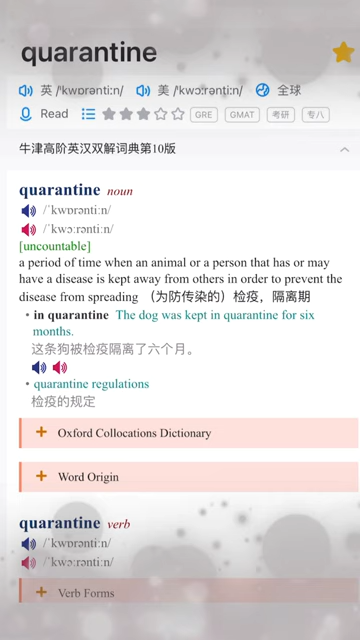 quarantine
英 /'kwɒrənti:n/ 美 /'kwɔ:rənti:n/ 全球
Read GRE GMAT 考研 专八
牛津高阶英汉双解词典第10版
quarantine noun
/ˈkwɒrəntiːn/
/ˈkwɔːrəntiːn/
[uncountable]
a period of time when an animal or a person that has or may
have a disease is kept away from others in order to prevent the
disease from spreading （为防传染的）检疫，隔离期
• in quarantine The dog was kept in quarantine for six
months.
这条狗被检疫隔离了六个月。
• quarantine regulations
检疫的规定
+ Oxford Collocations Dictionary
+ Word Origin
quarantine verb
/ˈkwɒrəntiːn/
/ˈkwɔːrəntiːn/
+ Verb Forms